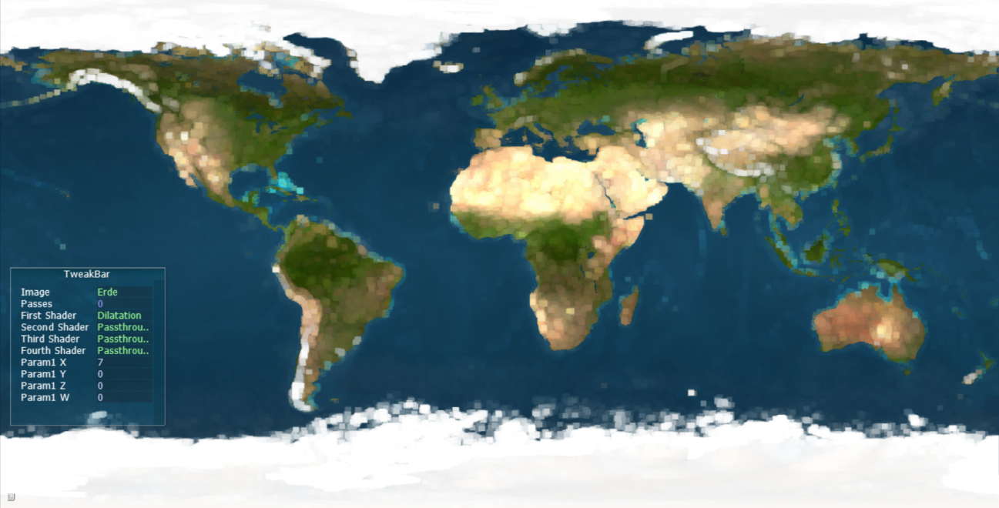 TweakBar
Image Erde
Passes 0
First Shader Dilatation
Second Shader Passthrou..
Third Shader Passthrou..
Fourth Shader Passthrou..
Param1 X 7
Param1 Y 0
Param1 Z 0
Param1 W 0